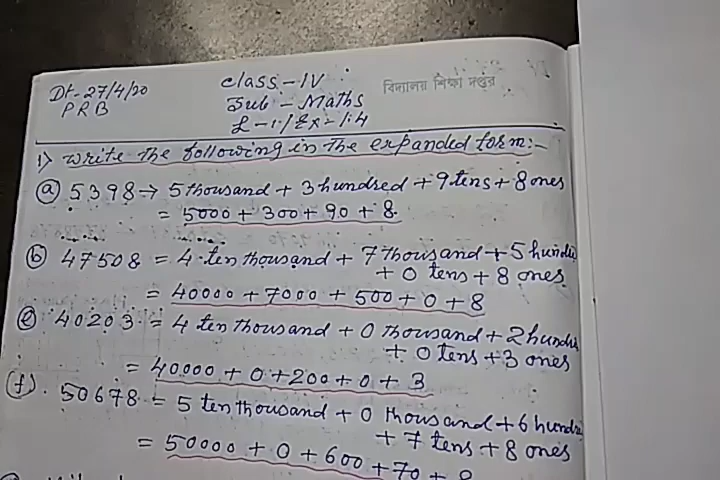 Dt-27/4/20
PRB
Class-IV
Sub-Maths
বিদ্যালয় শিক্ষা দপ্তর
L-1./Ex-1.4
1) Write the following in the expanded form:-
(a) 5398→ 5 thousand + 3 hundred + 9 tens + 8 ones
= 5000 + 300 + 90 + 8.
(b) 47508 = 4 ten thousand + 7 thousand + 5
+ 0 tens + 8 ones
= 40000 + 7000 + 500 + 0 + 8
(e) 40203 = 4 ten thousand + 0 thousand + 2
+ 0 tens + 3 ones
= 40000 + 0 + 200 + 0 + 3
(f). 50678 = 5 ten thousand + 0 thousand + 6
+ 7 tens + 8 ones
= 50000 + 0 + 600 + 70 + 8